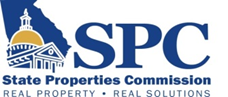 SPC
State Properties Commission
REAL PROPERTY • REAL SOLUTIONS